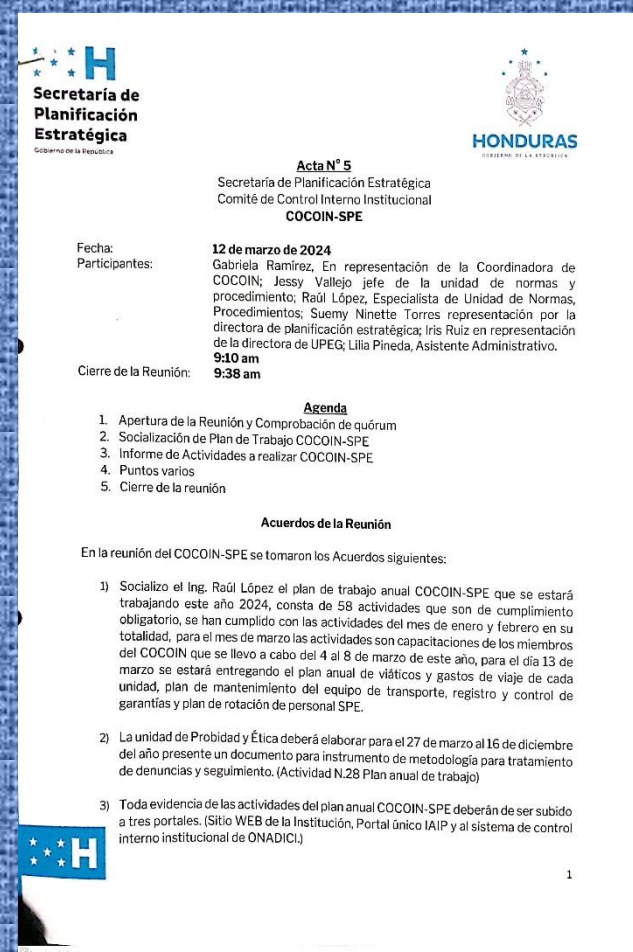 H
Secretaría de
Planificación
Estratégica
Gobierno de la República
HONDURAS
GOBIERNO DE LA REPÚBLICA
Acta N° 5
Secretaría de Planificación Estratégica
Comité de Control Interno Institucional
COCOIN-SPE
Fecha: 12 de marzo de 2024
Participantes: Gabriela Ramírez, En representación de la Coordinadora de
COCOIN; Jessy Vallejo jefe de la unidad de normas y
procedimiento; Raúl López, Especialista de Unidad de Normas,
Procedimientos; Suemy Ninette Torres representación por la
directora de planificación estratégica; Iris Ruiz en representación
de la directora de UPEG; Lilia Pineda, Asistente Administrativo.
9:10 am
Cierre de la Reunión: 9:38 am
Agenda
1. Apertura de la Reunión y Comprobación de quórum
2. Socialización de Plan de Trabajo COCOIN-SPE
3. Informe de Actividades a realizar COCOIN-SPE
4. Puntos varios
5. Cierre de la reunión
Acuerdos de la Reunión
En la reunión del COCOIN-SPE se tomaron los Acuerdos siguientes:
1) Socializo el Ing. Raúl López el plan de trabajo anual COCOIN-SPE que se estará
trabajando este año 2024, consta de 58 actividades que son de cumplimiento
obligatorio, se han cumplido con las actividades del mes de enero y febrero en su
totalidad, para el mes de marzo las actividades son capacitaciones de los miembros
del COCOIN que se llevo a cabo del 4 al 8 de marzo de este año, para el día 13 de
marzo se estará entregando el plan anual de viáticos y gastos de viaje de cada
unidad, plan de mantenimiento del equipo de transporte, registro y control de
garantías y plan de rotación de personal SPE.
2) La unidad de Probidad y Ética deberá elaborar para el 27 de marzo al 16 de diciembre
del año presente un documento para instrumento de metodología para tratamiento
de denuncias y seguimiento. (Actividad N.28 Plan anual de trabajo)
3) Toda evidencia de las actividades del plan anual COCOIN-SPE deberán de ser subido
a tres portales. (Sitio WEB de la Institución, Portal único IAIP y al sistema de control
interno institucional de ONADICI.)
H
1